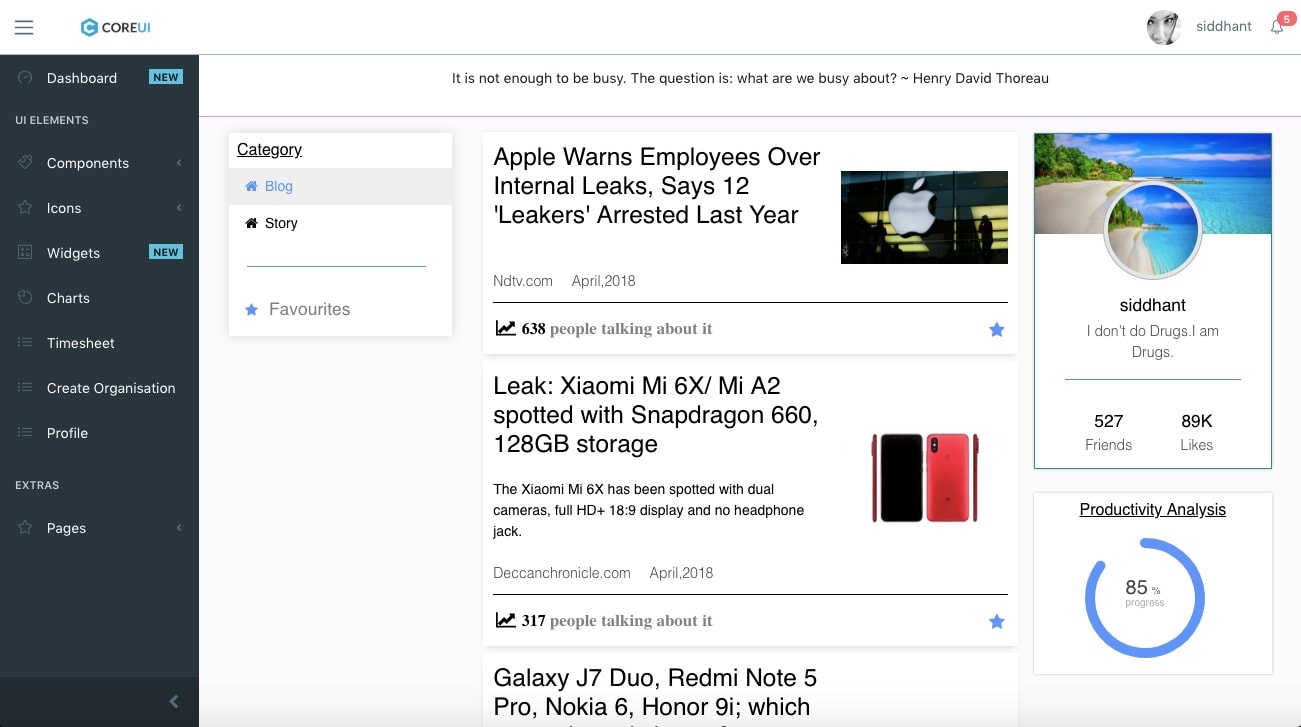 COREUI
siddhant
5
Dashboard NEW
UI ELEMENTS
Components
Icons
Widgets NEW
Charts
Timesheet
Create Organisation
Profile
EXTRAS
Pages
It is not enough to be busy. The question is: what are we busy about? ~ Henry David Thoreau
Category
Blog
Story
Favourites
Apple Warns Employees Over
Internal Leaks, Says 12
'Leakers' Arrested Last Year
Ndtv.com April,2018
638 people talking about it
Leak: Xiaomi Mi 6X/ Mi A2
spotted with Snapdragon 660,
128GB storage
The Xiaomi Mi 6X has been spotted with dual
cameras, full HD+ 18:9 display and no headphone
jack.
Deccanchronicle.com April,2018
317 people talking about it
Galaxy J7 Duo, Redmi Note 5
Pro, Nokia 6, Honor 9i; which
siddhant
I don't do Drugs.I am
Drugs.
527 89K
Friends Likes
Productivity Analysis
85 %
progress